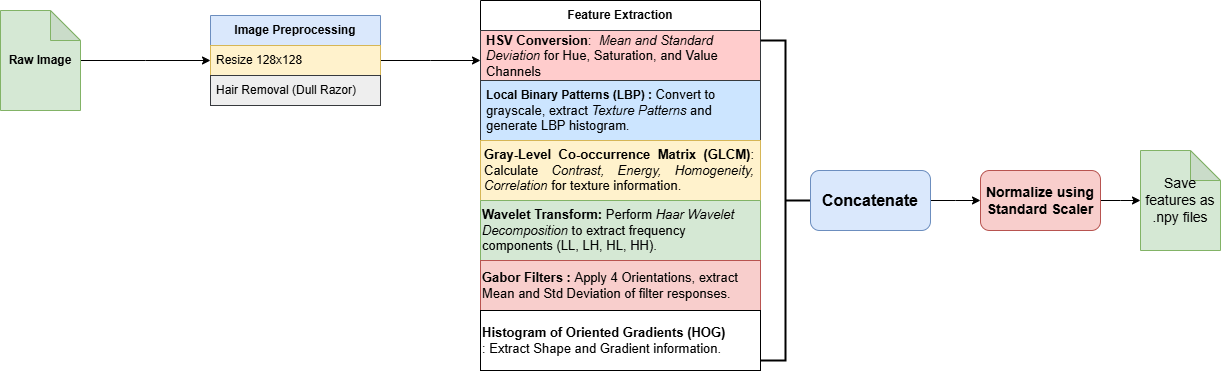 Raw Image
Image Preprocessing
Resize 128x128
Hair Removal (Dull Razor)
Feature Extraction
HSV Conversion: Mean and Standard
Deviation for Hue, Saturation, and Value
Channels
Local Binary Patterns (LBP) : Convert to
grayscale, extract Texture Patterns and
generate LBP histogram.
Gray-Level Co-occurrence Matrix (GLCM):
Calculate Contrast, Energy, Homogeneity,
Correlation for texture information.
Wavelet Transform: Perform Haar Wavelet
Decomposition to extract frequency
components (LL, LH, HL, HH).
Gabor Filters : Apply 4 Orientations, extract
Mean and Std Deviation of filter responses.
Histogram of Oriented Gradients (HOG)
: Extract Shape and Gradient information.
Concatenate
Normalize using
Standard Scaler
Save
features as
.npy files